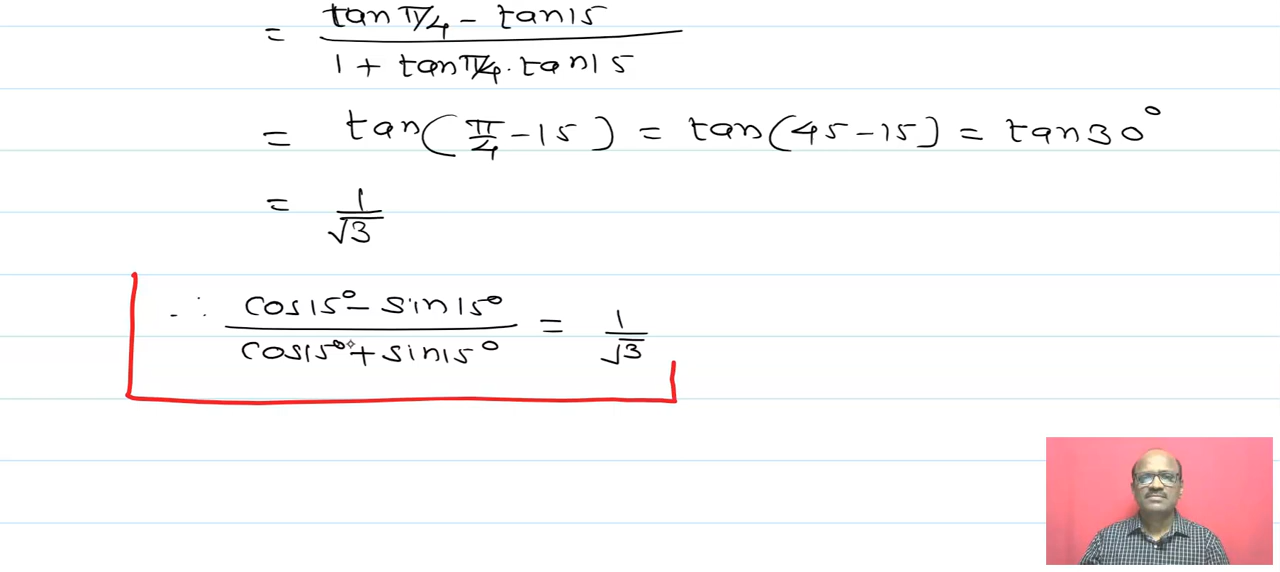 = (tan π/4 - tan15) / (1 + tan π/4 . tan15)
= tan(π/4 - 15) = tan(45-15) = tan30°
= 1/√3
∴ (cos15° - sin15°) / (cos15° + sin15°) = 1/√3